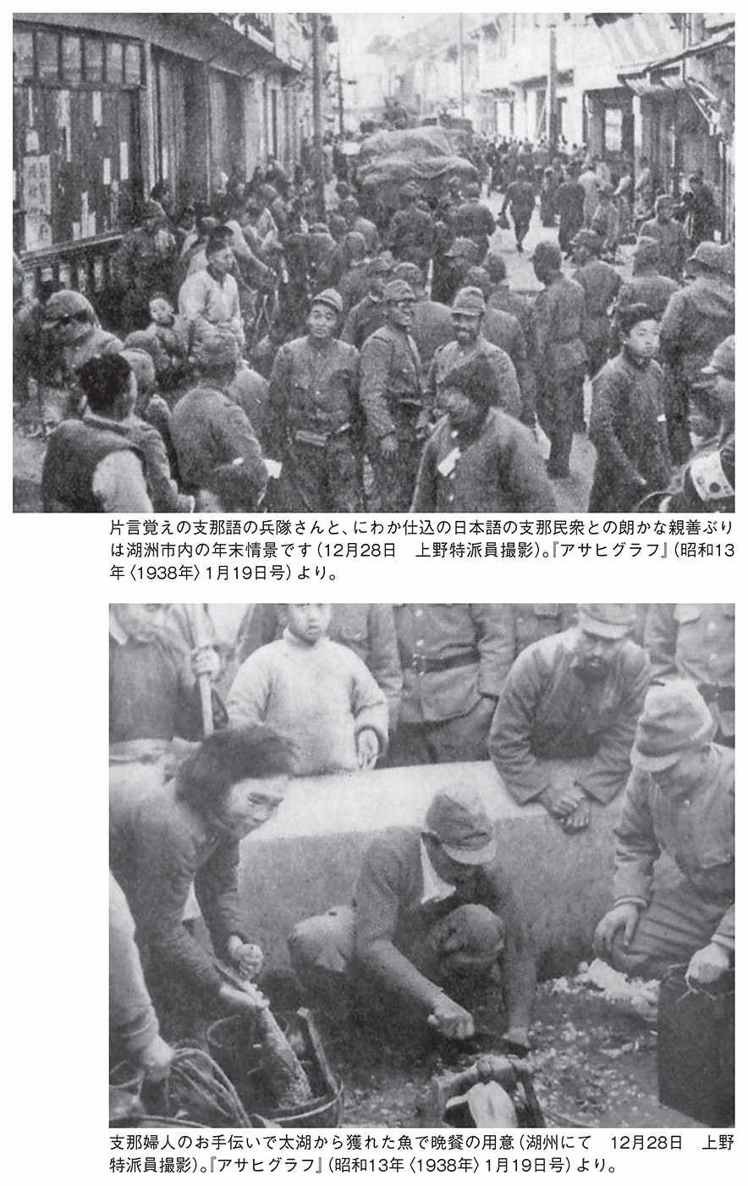 片言覚えの支那語の兵隊さんと、にわか仕込の日本語の支那民衆との朗かな親善ぶり
は湖洲市内の年末情景です（12月28日　上野特派員撮影）。『アサヒグラフ』（昭和13
年〈1938年〉1月19日号）より。
支那婦人のお手伝いで太湖から獲れた魚で晩餐の用意（湖州にて　12月28日　上野
特派員撮影）。『アサヒグラフ』（昭和13年〈1938年〉1月19日号）より。